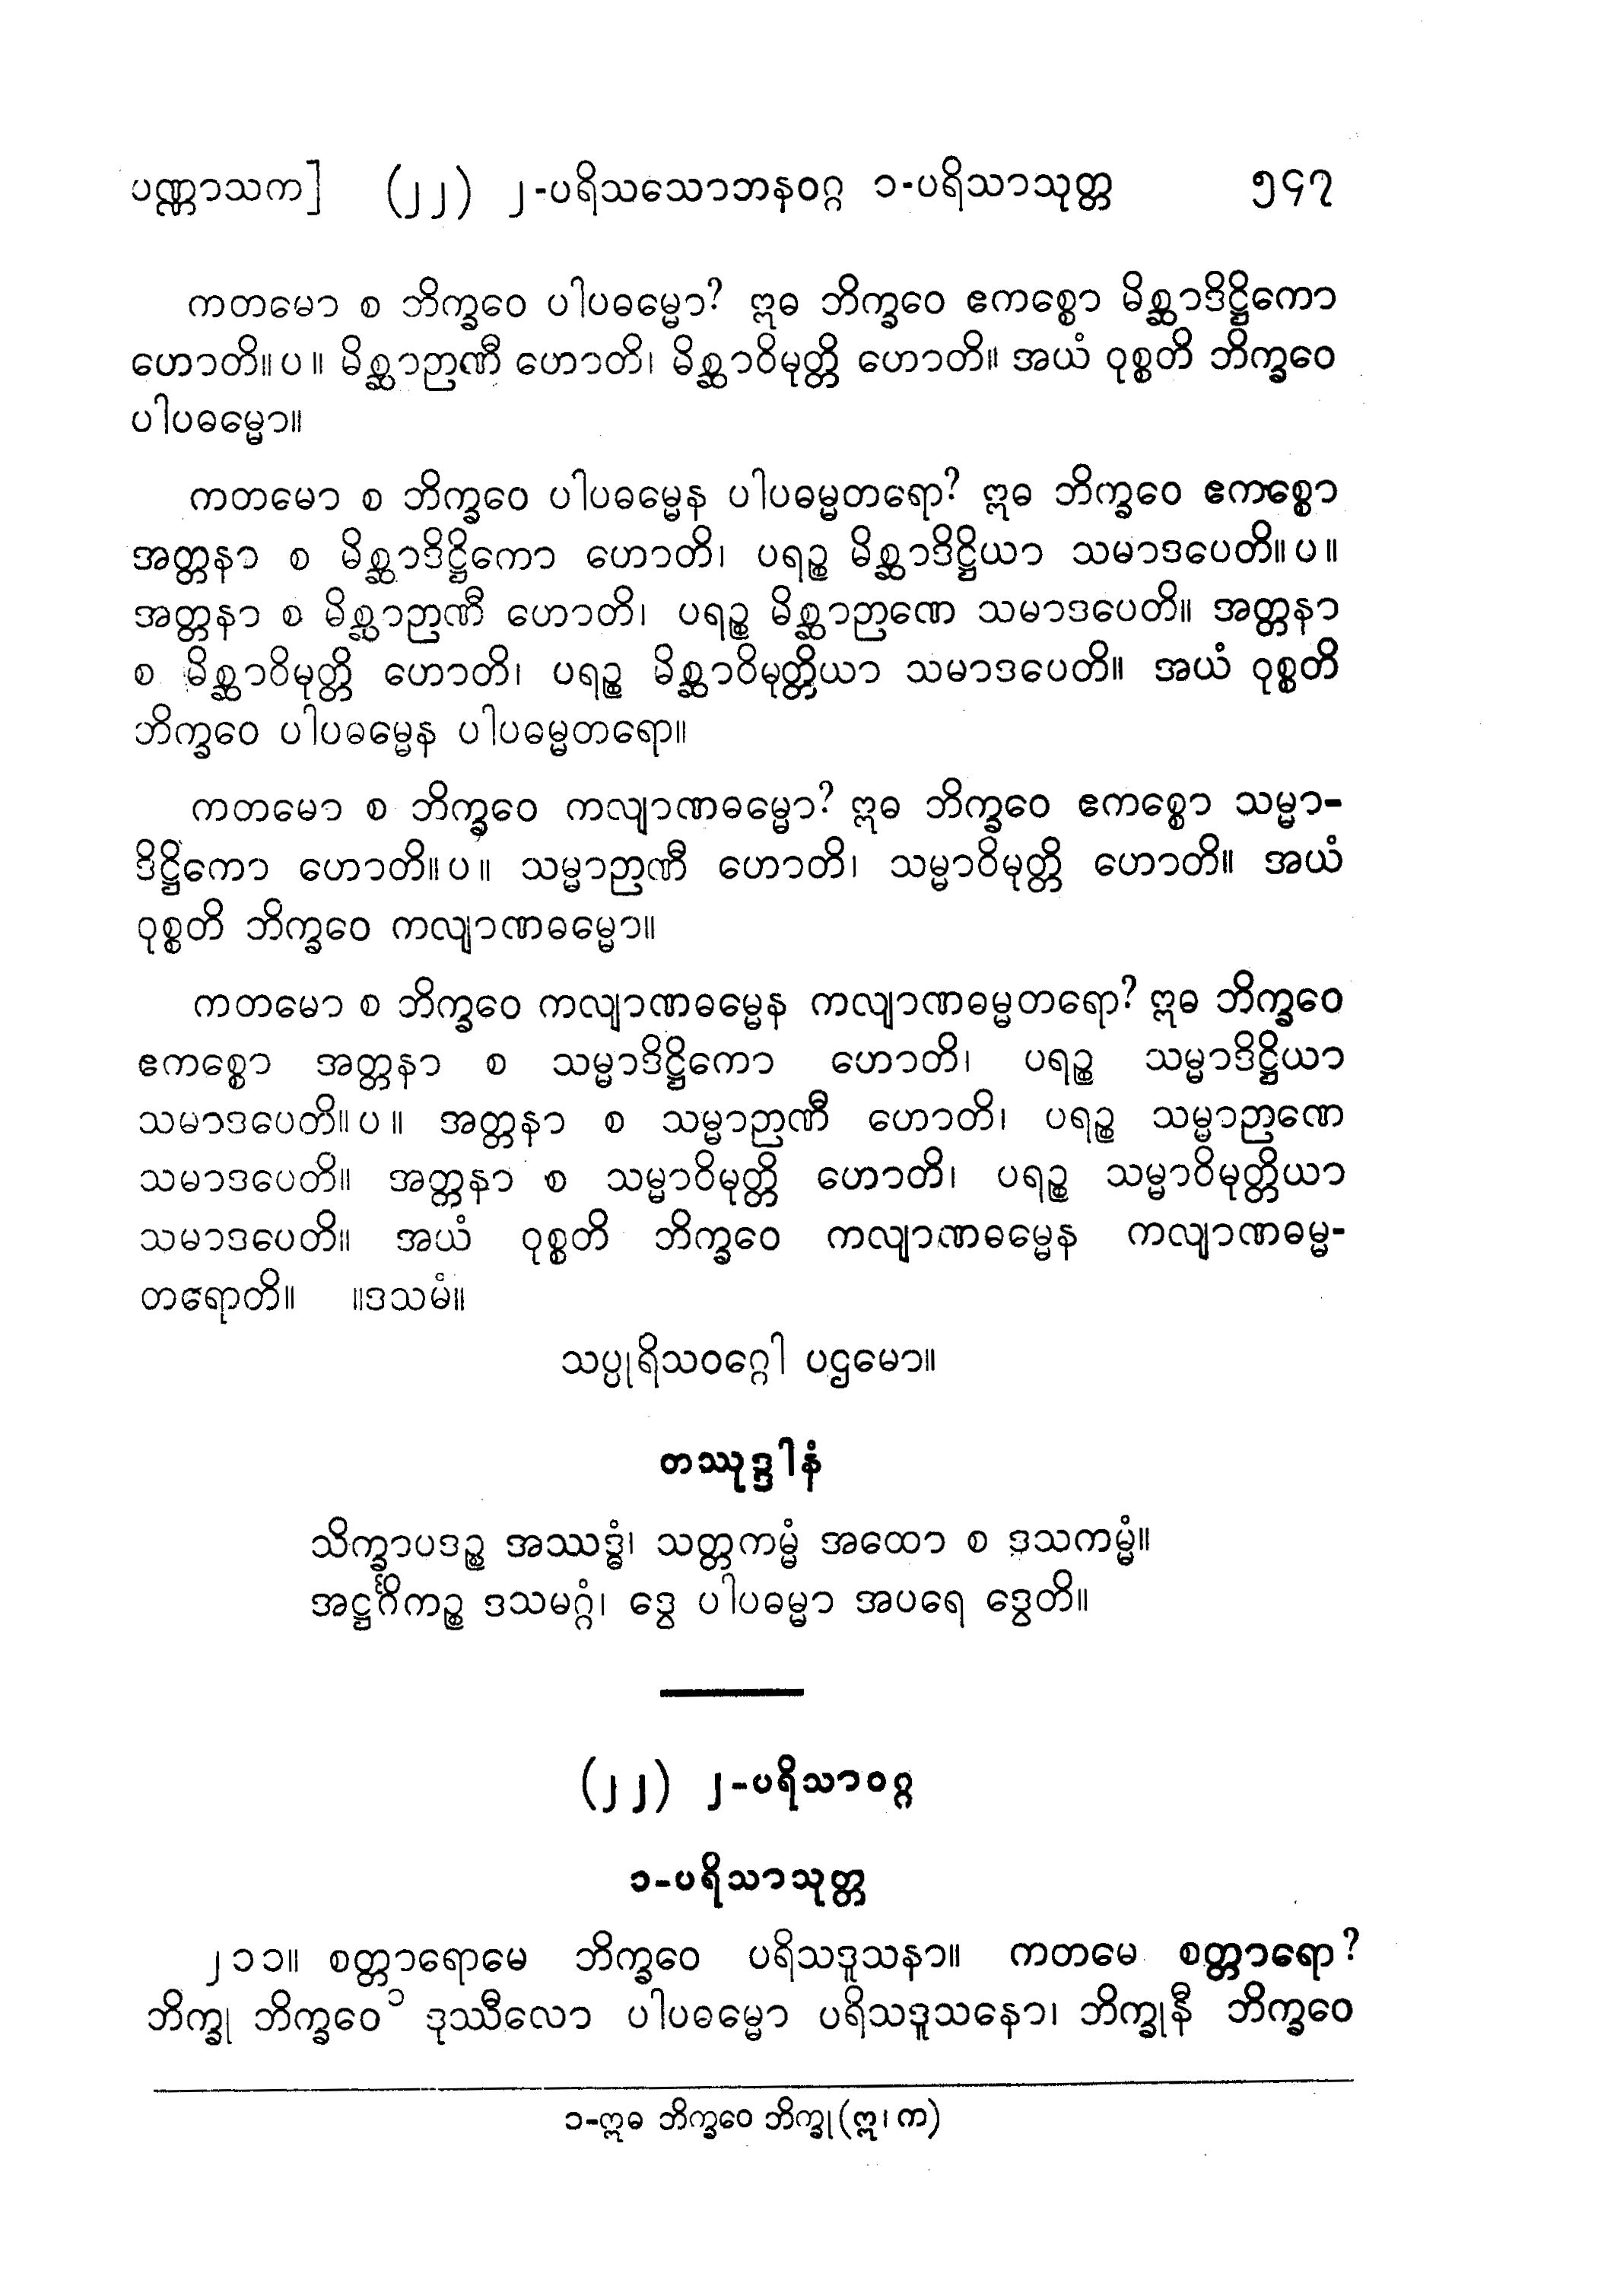 ပဏ္ဏာသက] (၂၂) ၂-ပရိသသောဘနဝဂ္ဂ ၁-ပရိသာသုတ္တ ၅၄၇
ကတမော စ ဘိက္ခဝေ ပါပဓမ္မော? ဣဓ ဘိက္ခဝေ ဧကစ္စော မိစ္ဆာဒိဋ္ဌိကော
ဟောတိ။ပ။ မိစ္ဆာဉာဏီ ဟောတိ၊ မိစ္ဆာဝိမုတ္တိ ဟောတိ။ အယံ ဝုစ္စတိ ဘိက္ခဝေ
ပါပဓမ္မော။
ကတမော စ ဘိက္ခဝေ ပါပဓမ္မေန ပါပဓမ္မတရော? ဣဓ ဘိက္ခဝေ ဧကစ္စော
အတ္တနာ စ မိစ္ဆာဒိဋ္ဌိကော ဟောတိ၊ ပရဉ္စ မိစ္ဆာဒိဋ္ဌိယာ သမာဒပေတိ။ပ။
အတ္တနာ စ မိစ္ဆာဉာဏီ ဟောတိ၊ ပရဉ္စ မိစ္ဆာဉာဏေ သမာဒပေတိ။ အတ္တနာ
စ မိစ္ဆာဝိမုတ္တိ ဟောတိ၊ ပရဉ္စ မိစ္ဆာဝိမုတ္တိယာ သမာဒပေတိ။ အယံ ဝုစ္စတိ
ဘိက္ခဝေ ပါပဓမ္မေန ပါပဓမ္မတရော။
ကတမော စ ဘိက္ခဝေ ကလျာဏဓမ္မော? ဣဓ ဘိက္ခဝေ ဧကစ္စော သမ္မာ-
ဒိဋ္ဌိကော ဟောတိ။ပ။ သမ္မာဉာဏီ ဟောတိ၊ သမ္မာဝိမုတ္တိ ဟောတိ။ အယံ
ဝုစ္စတိ ဘိက္ခဝေ ကလျာဏဓမ္မော။
ကတမော စ ဘိက္ခဝေ ကလျာဏဓမ္မေန ကလျာဏဓမ္မတရော? ဣဓ ဘိက္ခဝေ
ဧကစ္စော အတ္တနာ စ သမ္မာဒိဋ္ဌိကော ဟောတိ၊ ပရဉ္စ သမ္မာဒိဋ္ဌိယာ
သမာဒပေတိ။ပ။ အတ္တနာ စ သမ္မာဉာဏီ ဟောတိ၊ ပရဉ္စ သမ္မာဉာဏေ
သမာဒပေတိ။ အတ္တနာ စ သမ္မာဝိမုတ္တိ ဟောတိ၊ ပရဉ္စ သမ္မာဝိမုတ္တိယာ
သမာဒပေတိ။ အယံ ဝုစ္စတိ ဘိက္ခဝေ ကလျာဏဓမ္မေန ကလျာဏဓမ္မ-
တရောတိ။ ။ဒသမံ။
သပ္ပုရိသဝဂ္ဂေါ ပဌမော။
တဿုဒ္ဒါနံ
သိက္ခာပဒဉ္စ အဿဒ္ဓံ၊ သတ္တကမ္မံ အထော စ ဒသကမ္မံ။
အဋ္ဌင်္ဂိကဉ္စ ဒသမဂ္ဂံ၊ ဒွေ ပါပဓမ္မာ အပရေ ဒွေတိ။
(၂၂) ၂-ပရိသာဝဂ္ဂ
၁-ပရိသာသုတ္တ
၂၁၁။ စတ္တာရောမေ ဘိက္ခဝေ ပရိသဒူသနာ။ ကတမေ စတ္တာရော?
ဘိက္ခု ဘိက္ခဝေ ၁ ဒုဿီလော ပါပဓမ္မော ပရိသဒူသနော၊ ဘိက္ခုနီ ဘိက္ခဝေ
၁-ဣဓ ဘိက္ခဝေ ဘိက္ခု (ဣ၊ က)